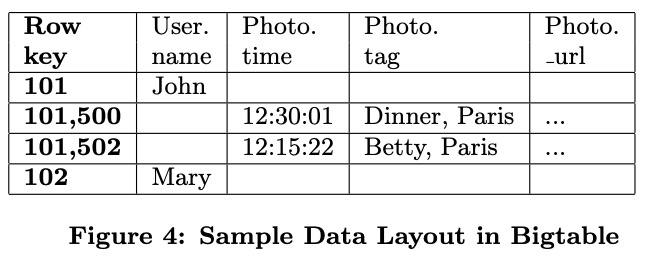 Row User. Photo. Photo. Photo.
key name time tag _url
101 John
101,500 12:30:01 Dinner, Paris ...
101,502 12:15:22 Betty, Paris ...
102 Mary
Figure 4: Sample Data Layout in Bigtable